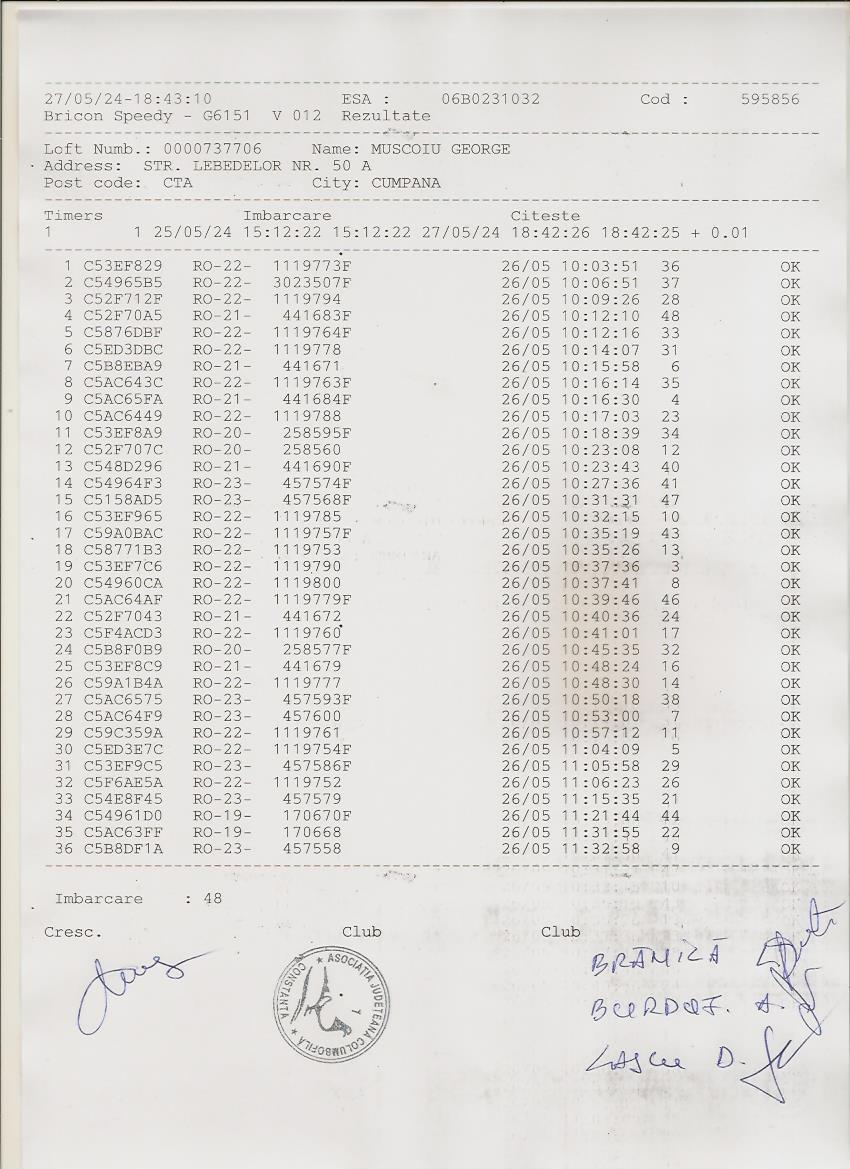 27/05/24-18:43:10 ESA : 06B0231032 Cod : 595856
Bricon Speedy - G6151 V 012 Rezultate
Loft Numb.: 0000737706 Name: MUSCOIU GEORGE
Address: STR. LEBEDELOR NR. 50 A
Post code: CTA City: CUMPANA
Timers Imbarcare Citeste
1 1 25/05/24 15:12:22 15:12:22 27/05/24 18:42:26 18:42:25 + 0.01
1 C53EF829 RO-22- 1119773F 26/05 10:03:51 36 OK
2 C54965B5 RO-22- 3023507F 26/05 10:06:51 37 OK
3 C52F712F RO-22- 1119794 26/05 10:09:26 28 OK
4 C52F70A5 RO-21- 441683F 26/05 10:12:10 48 OK
5 C5876DBF RO-22- 1119764F 26/05 10:12:16 33 OK
6 C5ED3DBC RO-22- 1119778 26/05 10:14:07 31 OK
7 C5B8EBA9 RO-21- 441671 26/05 10:15:58 6 OK
8 C5AC643C RO-22- 1119763F 26/05 10:16:14 35 OK
9 C5AC65FA RO-21- 441684F 26/05 10:16:30 4 OK
10 C5AC6449 RO-22- 1119788 26/05 10:17:03 23 OK
11 C53EF8A9 RO-20- 258595F 26/05 10:18:39 34 OK
12 C52F707C RO-20- 258560 26/05 10:23:08 12 OK
13 C548D296 RO-21- 441690F 26/05 10:23:43 40 OK
14 C54964F3 RO-23- 457574F 26/05 10:27:36 41 OK
15 C5158AD5 RO-23- 457568F 26/05 10:31:31 47 OK
16 C53EF965 RO-22- 1119785 26/05 10:32:15 10 OK
17 C59A0BAC RO-22- 1119757F 26/05 10:35:19 43 OK
18 C58771B3 RO-22- 1119753 26/05 10:35:26 13 OK
19 C53EF7C6 RO-22- 1119790 26/05 10:37:36 3 OK
20 C54960CA RO-22- 1119800 26/05 10:37:41 8 OK
21 C5AC64AF RO-22- 1119779F 26/05 10:39:46 46 OK
22 C52F7043 RO-21- 441672 26/05 10:40:36 24 OK
23 C5F4ACD3 RO-22- 1119760 26/05 10:41:01 17 OK
24 C5B8F0B9 RO-20- 258577F 26/05 10:45:35 32 OK
25 C53EF8C9 RO-21- 441679 26/05 10:48:24 16 OK
26 C59A1B4A RO-22- 1119777 26/05 10:48:30 14 OK
27 C5AC6575 RO-23- 457593F 26/05 10:50:18 38 OK
28 C5AC64F9 RO-23- 457600 26/05 10:53:00 7 OK
29 C59C359A RO-22- 1119761 26/05 10:57:12 11 OK
30 C5ED3E7C RO-22- 1119754F 26/05 11:04:09 5 OK
31 C53EF9C5 RO-23- 457586F 26/05 11:05:58 29 OK
32 C5F6AE5A RO-22- 1119752 26/05 11:06:23 26 OK
33 C54E8F45 RO-23- 457579 26/05 11:15:35 21 OK
34 C54961D0 RO-19- 170670F 26/05 11:21:44 44 OK
35 C5AC63FF RO-19- 170668 26/05 11:31:55 22 OK
36 C5B8DF1A RO-23- 457558 26/05 11:32:58 9 OK
Imbarcare : 48
Cresc. Club Club
ASOCIAȚIA JUDEȚEANA COLUMBOFILĂ CONSTANȚA
1
A.
D.